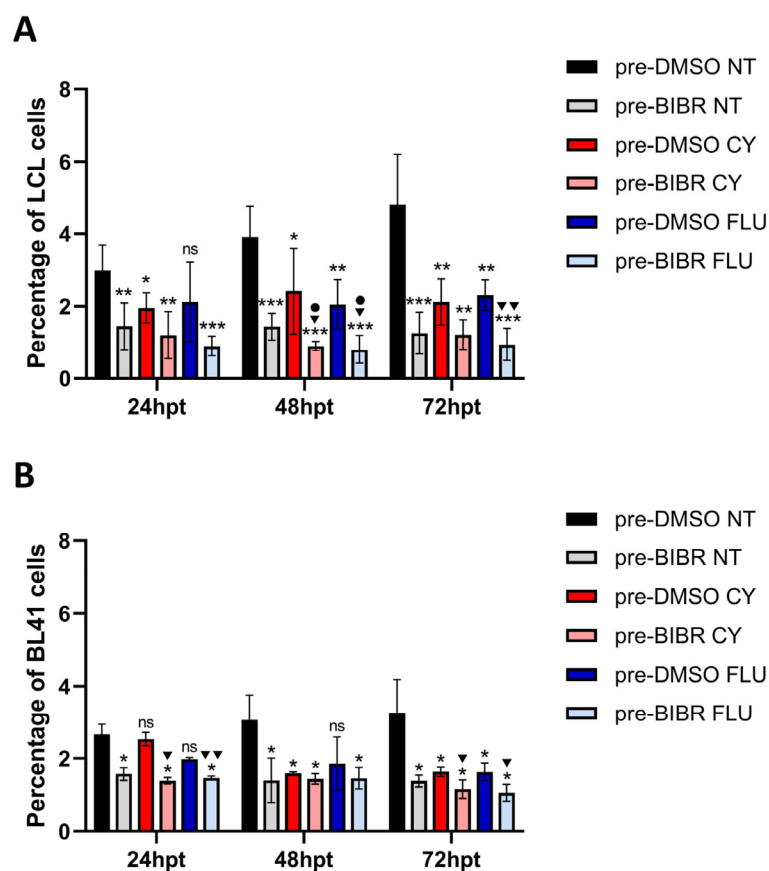 A
Percentage of LCL cells
8
6
4
2
0
** * ** ns ***
*** * ●▼*** ** ●▼***
*** ** ** ** ▼▼***
24hpt 48hpt 72hpt
pre-DMSO NT
pre-BIBR NT
pre-DMSO CY
pre-BIBR CY
pre-DMSO FLU
pre-BIBR FLU
B
Percentage of BL41 cells
8
6
4
2
0
* ns ▼* ns ▼▼*
* * * ns *
* * ▼* * ▼*
24hpt 48hpt 72hpt
pre-DMSO NT
pre-BIBR NT
pre-DMSO CY
pre-BIBR CY
pre-DMSO FLU
pre-BIBR FLU